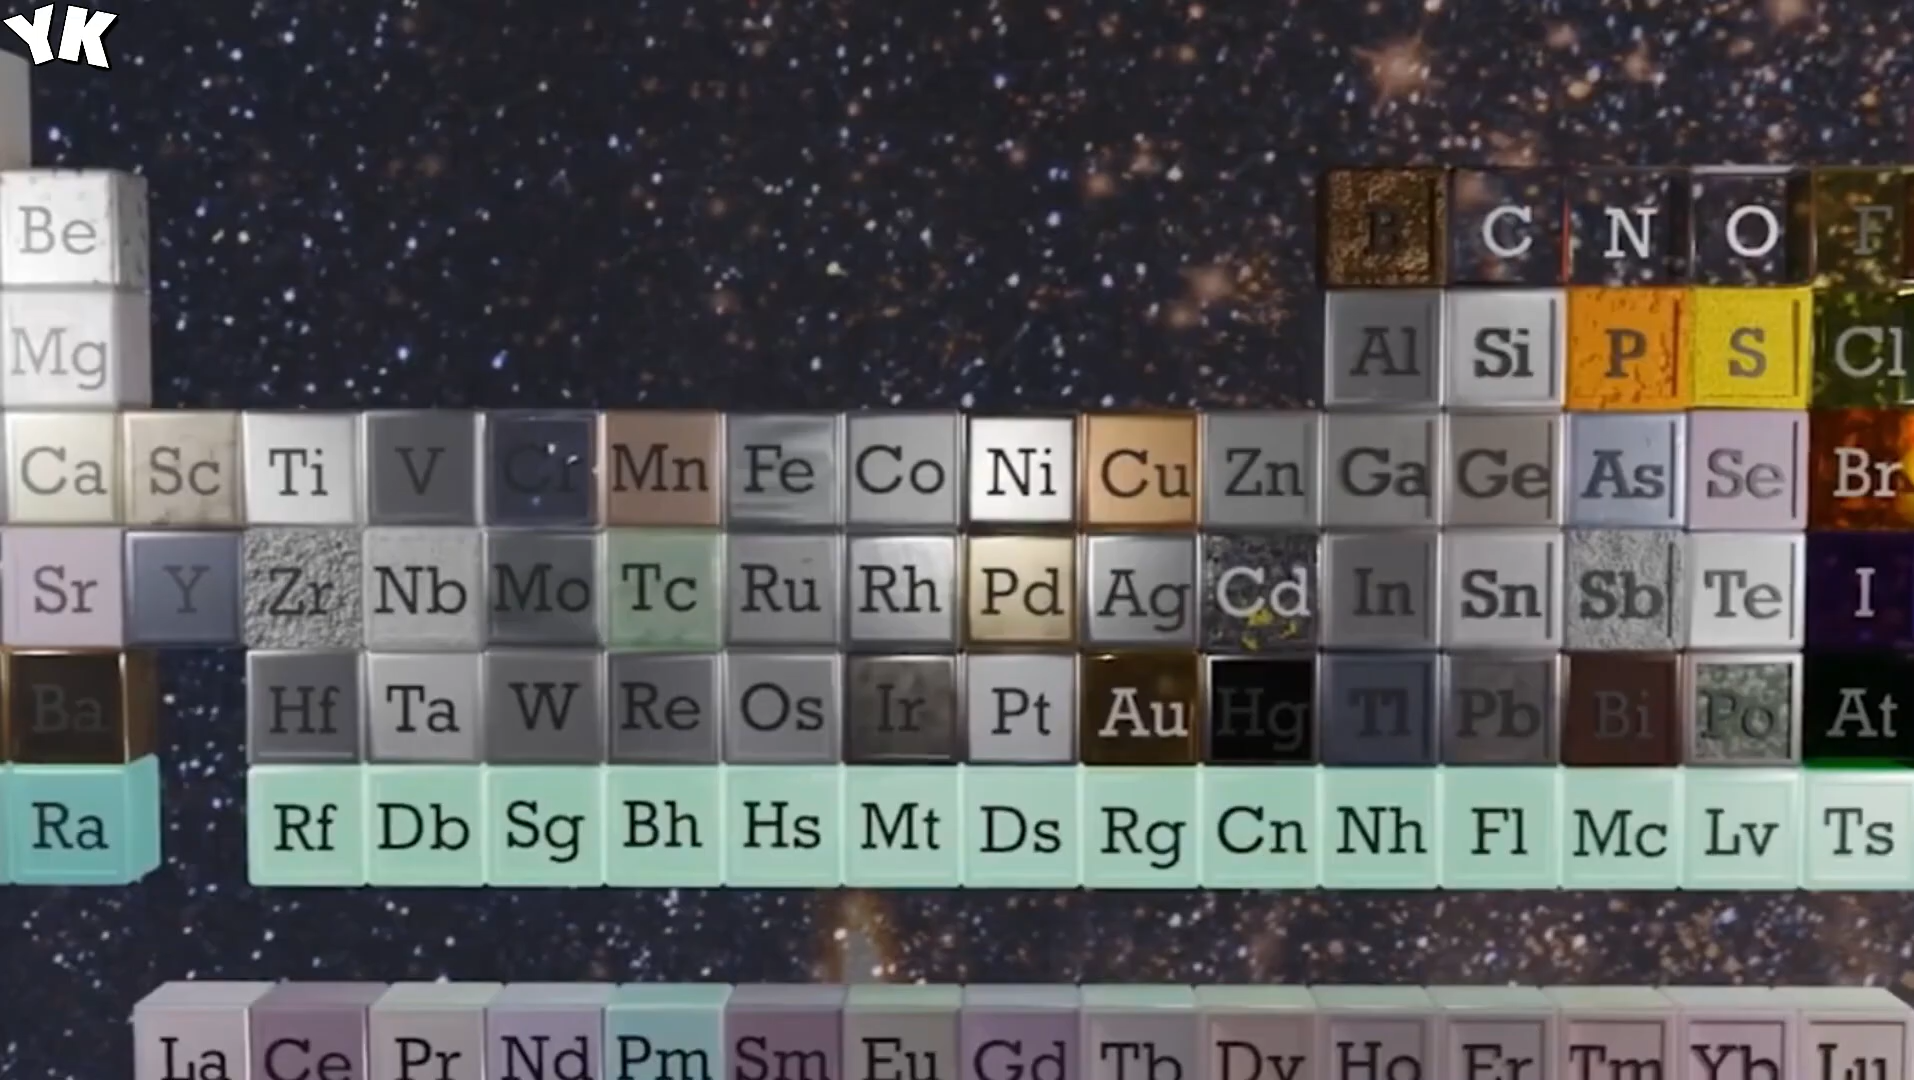 YK
Be B C N O F
Mg Al Si P S Cl
Ca Sc Ti V Cr Mn Fe Co Ni Cu Zn Ga Ge As Se Br
Sr Y Zr Nb Mo Tc Ru Rh Pd Ag Cd In Sn Sb Te I
Ba Hf Ta W Re Os Ir Pt Au Hg Tl Pb Bi Po At
Ra Rf Db Sg Bh Hs Mt Ds Rg Cn Nh Fl Mc Lv Ts
La Ce Pr Nd Pm Sm Eu Gd Tb Dy Ho Er Tm Yb Lu